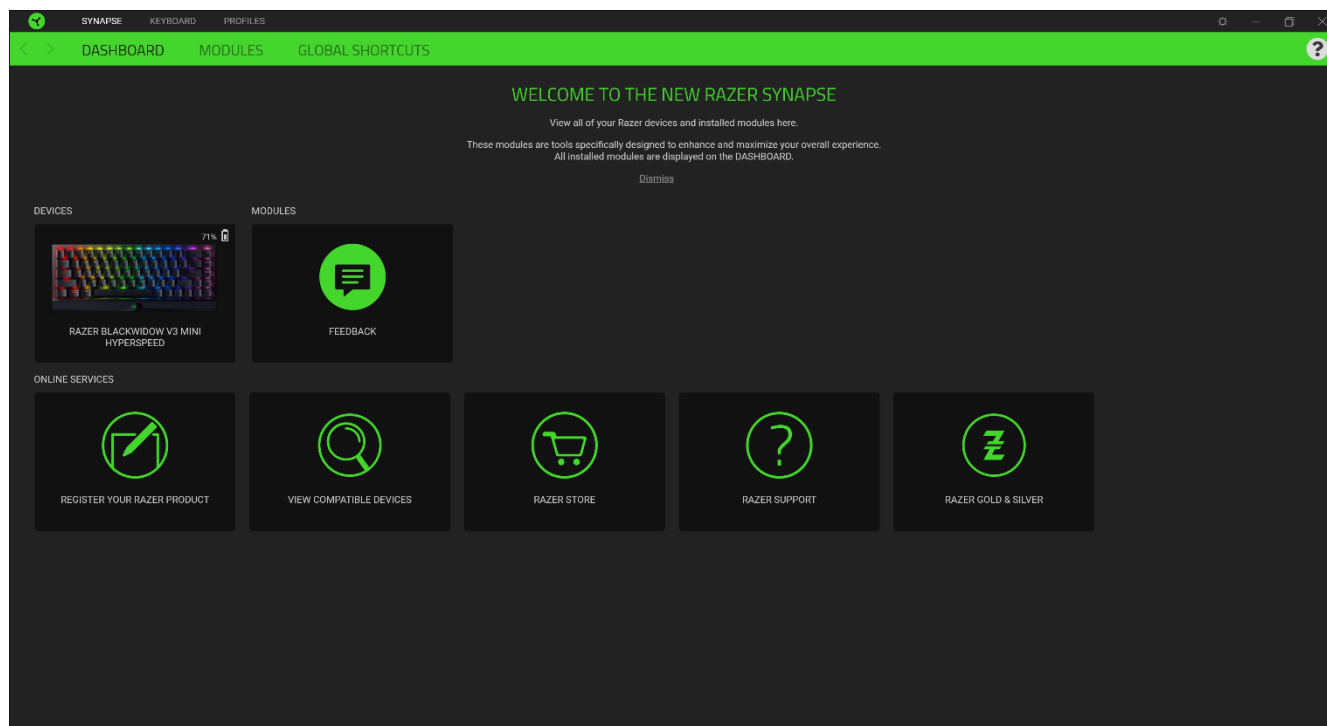 SYNAPSE KEYBOARD PROFILES
DASHBOARD MODULES GLOBAL SHORTCUTS
?
WELCOME TO THE NEW RAZER SYNAPSE
View all of your Razer devices and installed modules here.
These modules are tools specifically designed to enhance and maximize your overall experience.
All installed modules are displayed on the DASHBOARD.
Dismiss
DEVICES
MODULES
71%
RAZER BLACKWIDOW V3 MINI
HYPERSPEED
FEEDBACK
ONLINE SERVICES
REGISTER YOUR RAZER PRODUCT
VIEW COMPATIBLE DEVICES
RAZER STORE
RAZER SUPPORT
RAZER GOLD & SILVER